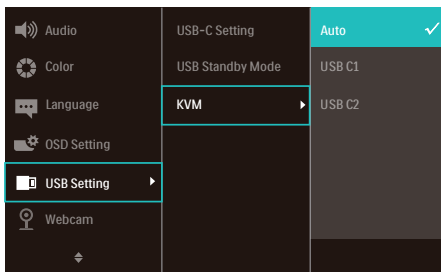 Audio
Color
Language
OSD Setting
USB Setting
Webcam
USB-C Setting
USB Standby Mode
KVM
Auto
USB C1
USB C2